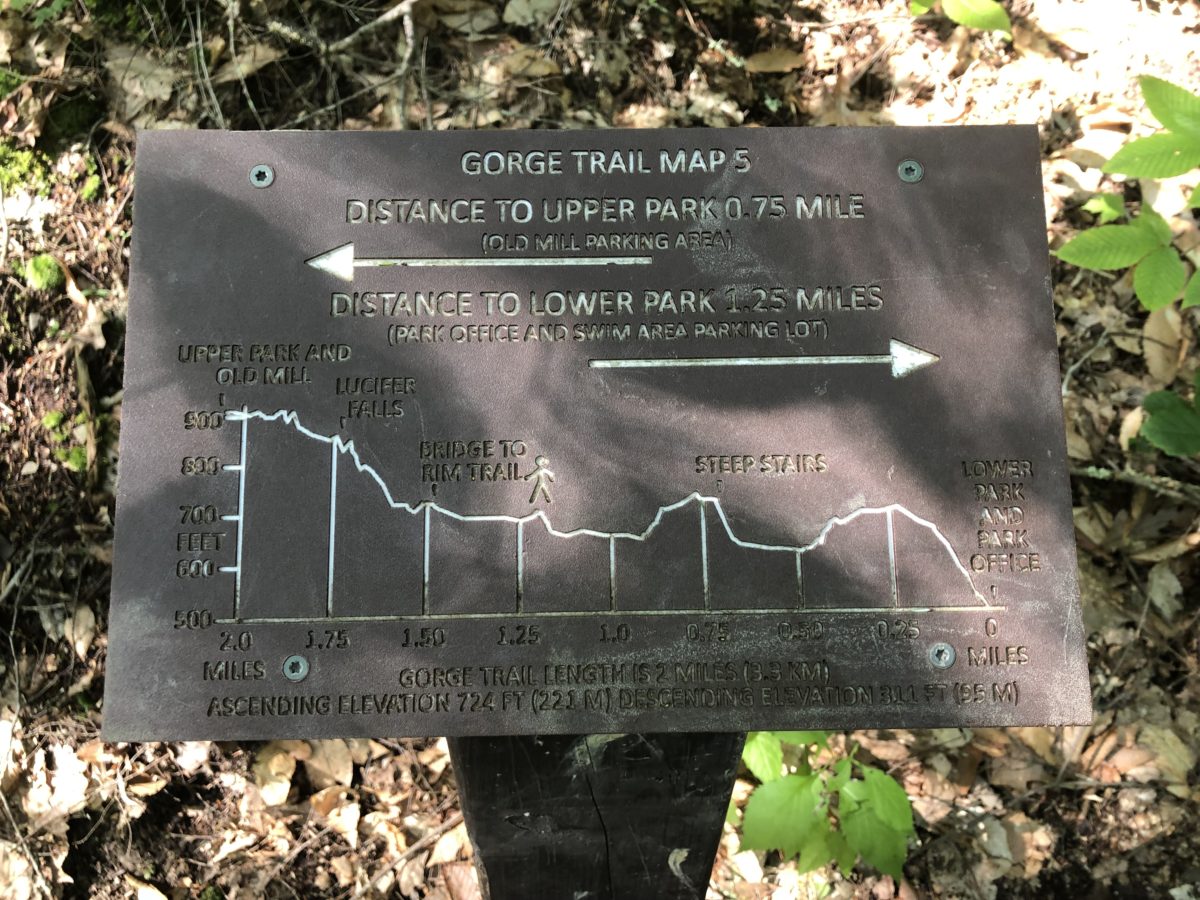 GORGE TRAIL MAP 5
DISTANCE TO UPPER PARK 0.75 MILE
(OLD MILL PARKING AREA)
DISTANCE TO LOWER PARK 1.25 MILES
(PARK OFFICE AND SWIM AREA PARKING LOT)
UPPER PARK AND
OLD MILL
LUCIFER
FALLS
BRIDGE TO
RIM TRAIL
STEEP STAIRS
LOWER
PARK
AND
PARK
OFFICE
900
800
700
FEET
600
500
2.0 1.75 1.50 1.25 1.0 0.75 0.50 0.25 0
MILES MILES
GORGE TRAIL LENGTH IS 2 MILES (3.3 KM)
ASCENDING ELEVATION 724 FT (221 M) DESCENDING ELEVATION 311 FT (95 M)